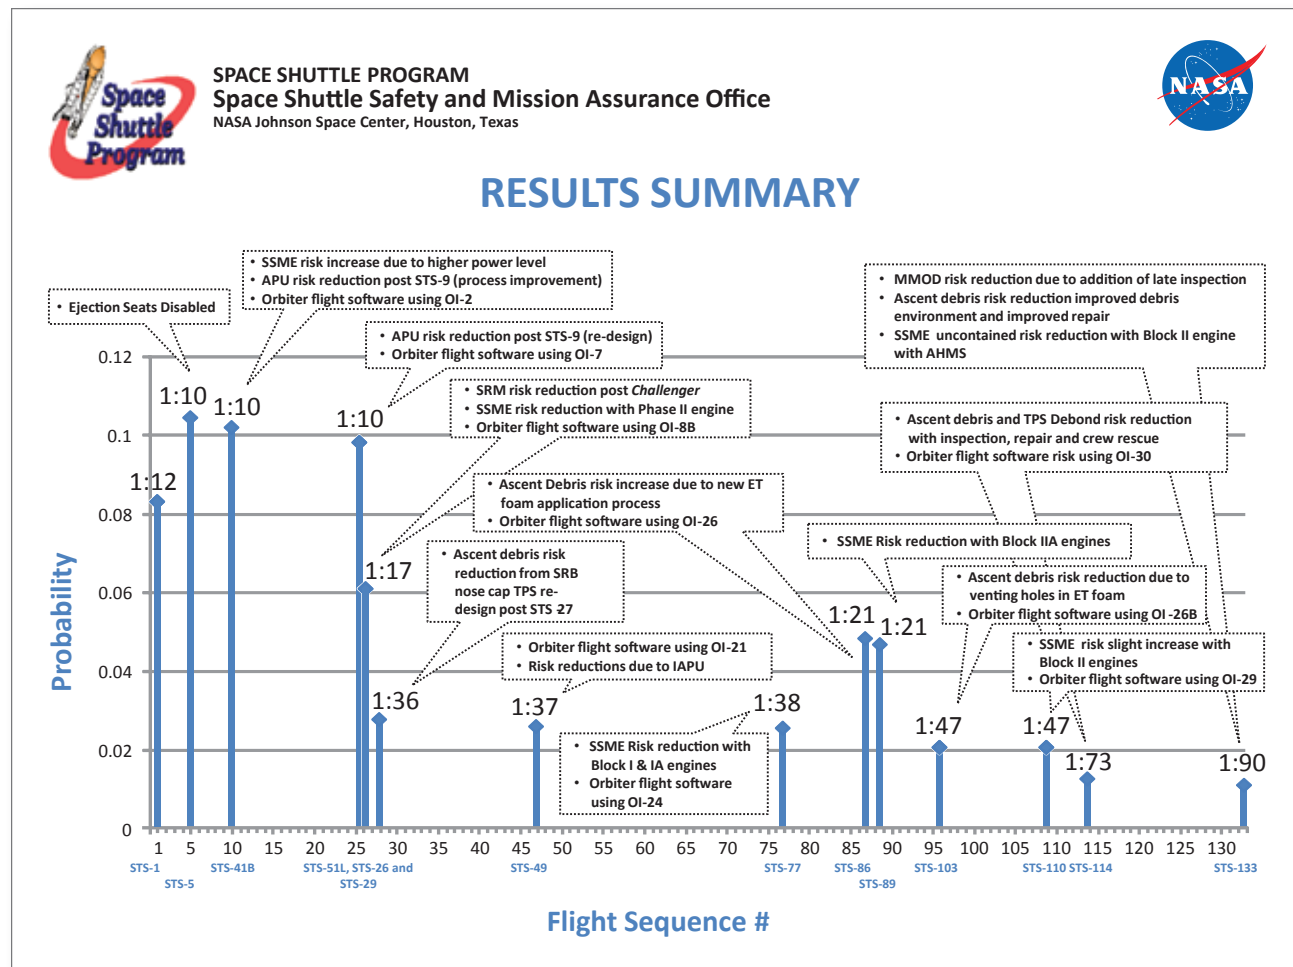 Space
Shuttle
Program
SPACE SHUTTLE PROGRAM
Space Shuttle Safety and Mission Assurance Office
NASA Johnson Space Center, Houston, Texas
NASA
RESULTS SUMMARY
• Ejection Seats Disabled
• SSME risk increase due to higher power level
• APU risk reduction post STS-9 (process improvement)
• Orbiter flight software using OI-2
• APU risk reduction post STS-9 (re-design)
• Orbiter flight software using OI-7
• SRM risk reduction post Challenger
• SSME risk reduction with Phase II engine
• Orbiter flight software using OI-8B
• Ascent Debris risk increase due to new ET
foam application process
• Orbiter flight software using OI-26
• Ascent debris risk
reduction from SRB
nose cap TPS re-
design post STS-27
• Orbiter flight software using OI-21
• Risk reductions due to IAPU
• SSME Risk reduction with
Block I & IA engines
• Orbiter flight software
using OI-24
• MMOD risk reduction due to addition of late inspection
• Ascent debris risk reduction improved debris
environment and improved repair
• SSME uncontained risk reduction with Block II engine
with AHMS
• Ascent debris and TPS Debond risk reduction
with inspection, repair and crew rescue
• Orbiter flight software risk using OI-30
• SSME Risk reduction with Block IIA engines
• Ascent debris risk reduction due to
venting holes in ET foam
• Orbiter flight software using OI-26B
• SSME risk slight increase with
Block II engines
• Orbiter flight software using OI-29
1:12
1:10
1:10
1:10
1:17
1:36
1:37
1:38
1:21
1:21
1:47
1:47
1:73
1:90
Probability
0.12
0.1
0.08
0.06
0.04
0.02
0
1 5 10 15 20 25 30 35 40 45 50 55 60 65 70 75 80 85 90 95 100 105 110 115 120 125 130
STS-1
STS-5
STS-41B
STS-51L, STS-26 and
STS-29
STS-49
STS-77
STS-86
STS-89
STS-103
STS-110 STS-114
STS-133
Flight Sequence #